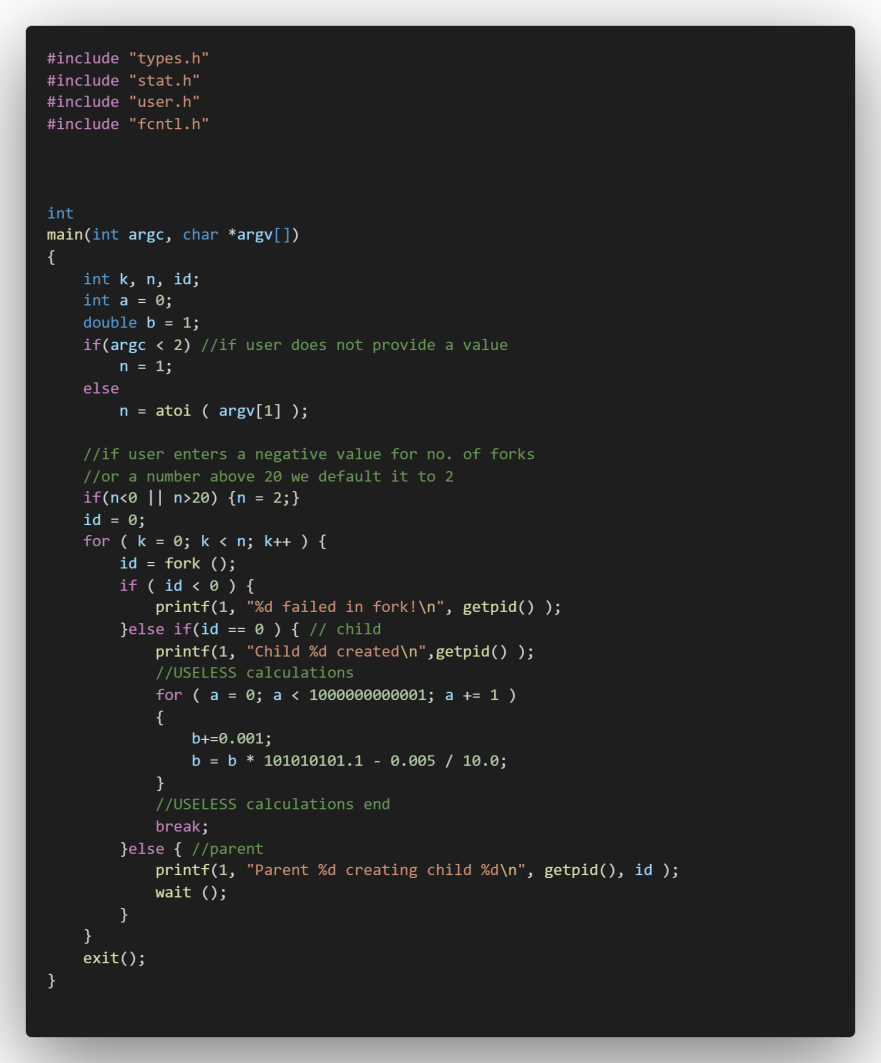 #include "types.h"
#include "stat.h"
#include "user.h"
#include "fcntl.h"
int
main(int argc, char *argv[])
{
    int k, n, id;
    int a = 0;
    double b = 1;
    if(argc < 2) //if user does not provide a value
        n = 1;
    else
        n = atoi ( argv[1] );
    //if user enters a negative value for no. of forks
    //or a number above 20 we default it to 2
    if(n<0 || n>20) {n = 2;}
    id = 0;
    for ( k = 0; k < n; k++ ) {
        id = fork ();
        if ( id < 0 ) {
            printf(1, "%d failed in fork!\n", getpid() );
        }else if(id == 0 ) { // child
            printf(1, "Child %d created\n",getpid() );
            //USELESS calculations
            for ( a = 0; a < 1000000000001; a += 1 )
            {
                b+=0.001;
                b = b * 101010101.1 - 0.005 / 10.0;
            }
            //USELESS calculations end
            break;
        }else { //parent
            printf(1, "Parent %d creating child %d\n", getpid(), id );
            wait ();
        }
    }
    exit();
}